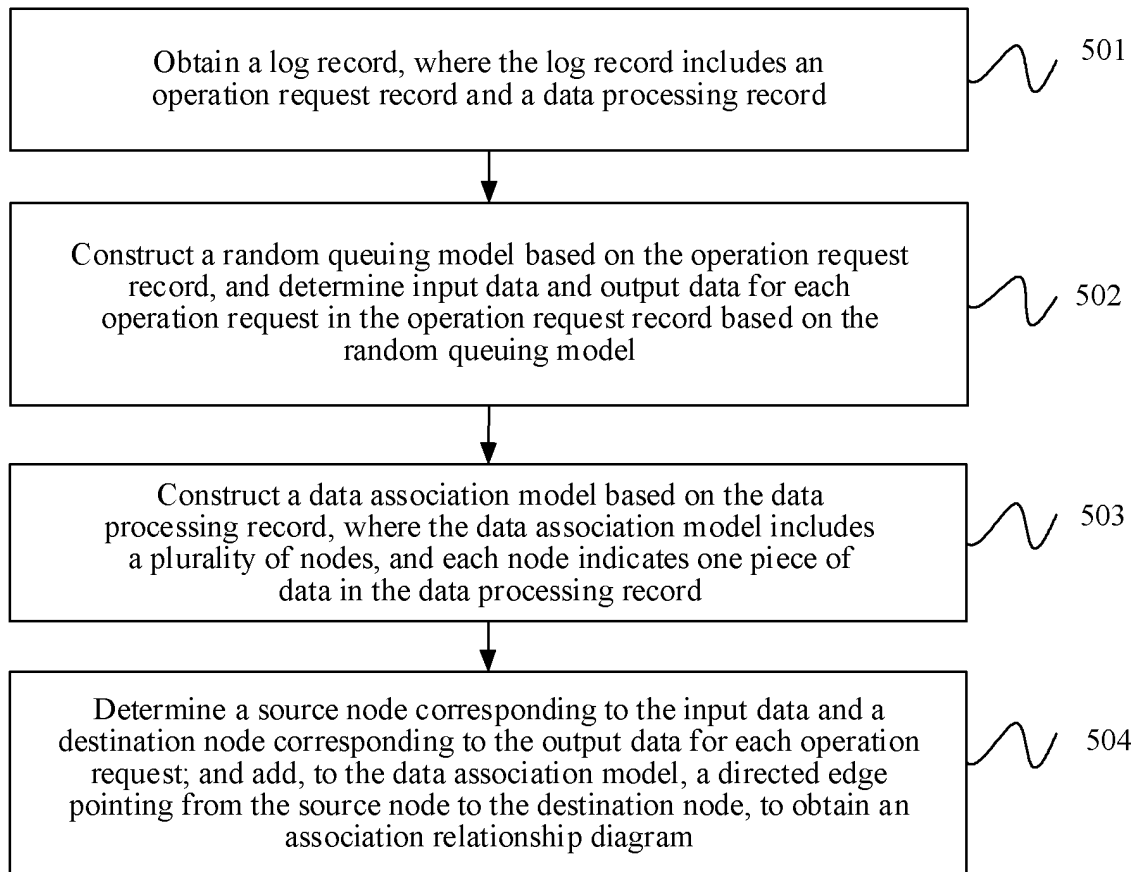 Obtain a log record, where the log record includes an
operation request record and a data processing record
501
Construct a random queuing model based on the operation request
record, and determine input data and output data for each
operation request in the operation request record based on the
random queuing model
502
Construct a data association model based on the data
processing record, where the data association model includes
a plurality of nodes, and each node indicates one piece of
data in the data processing record
503
Determine a source node corresponding to the input data and a
destination node corresponding to the output data for each operation
request; and add, to the data association model, a directed edge
pointing from the source node to the destination node, to obtain an
association relationship diagram
504